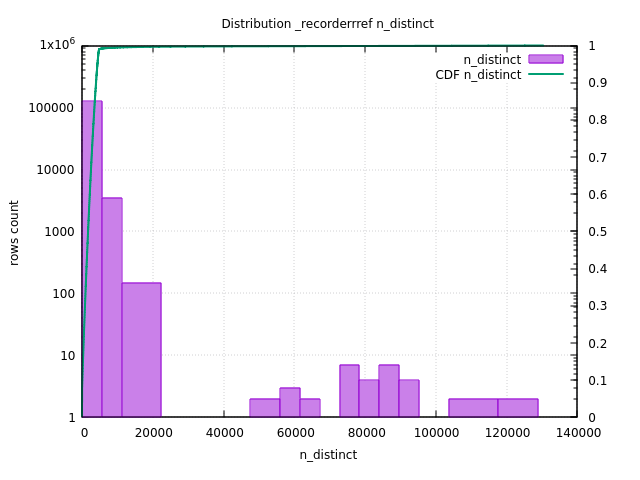 Distribution _recorderrref n_distinct
n_distinct
CDF n_distinct
rows count
1x10^6
100000
10000
1000
100
10
1
1
0.9
0.8
0.7
0.6
0.5
0.4
0.3
0.2
0.1
0
0 20000 40000 60000 80000 100000 120000 140000
n_distinct